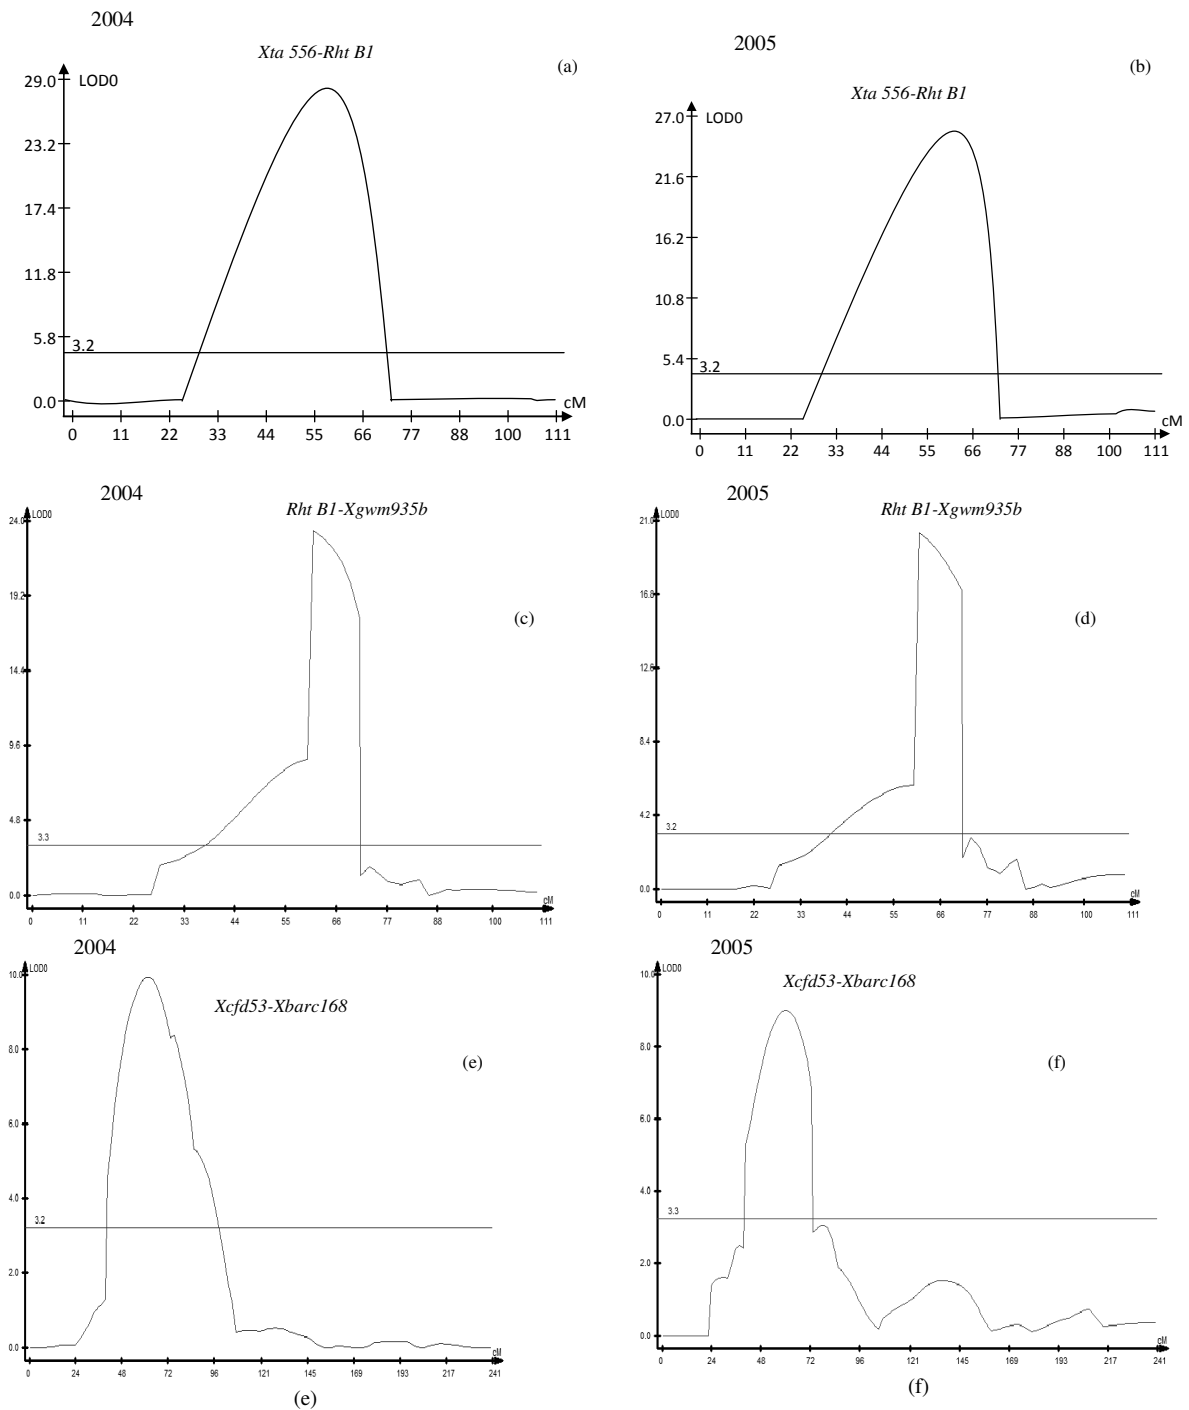 2004
Xta 556-Rht B1
(a)
29.0
LOD0
23.2
17.4
11.8
5.8
3.2
0.0
cM
0 11 22 33 44 55 66 77 88 100 111
2005
Xta 556-Rht B1
(b)
27.0
LOD0
21.6
16.2
10.8
5.4
3.2
0.0
cM
0 11 22 33 44 55 66 77 88 100 111
2004
Rht B1-Xgwm935b
24.0
LOD0
19.2
(c)
14.4
9.6
4.8
3.3
0.0
cM
0 11 22 33 44 55 66 77 88 100 111
2005
Rht B1-Xgwm935b
21.0
LOD0
16.8
(d)
12.6
8.4
4.2
3.2
0.0
cM
0 11 22 33 44 55 66 77 88 100 111
2004
10.0
LOD0
Xcfd53-Xbarc168
8.0
(e)
6.0
4.0
3.2
2.0
0.0
cM
0 24 48 72 96 121 145 169 193 217 241
(e)
2005
10.0
LOD0
Xcfd53-Xbarc168
8.0
(f)
6.0
4.0
3.3
2.0
0.0
cM
0 24 48 72 96 121 145 169 193 217 241
(f)